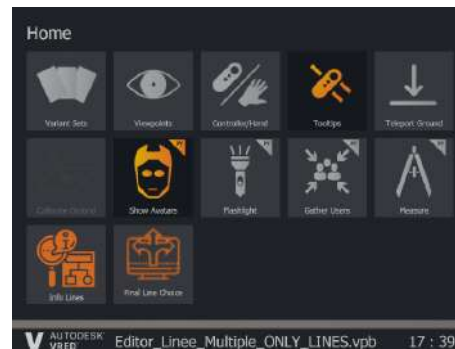 Home
Variant Sets
Viewpoints
Controller/Hand
Tooltips
Teleport Ground
Show Avatars
Flashlight
Gather Users
Measure
Info Lines
Final Line Choice
V AUTODESK VRED
Editor_Linee_Multiple_ONLY_LINES.vpb
17 : 39